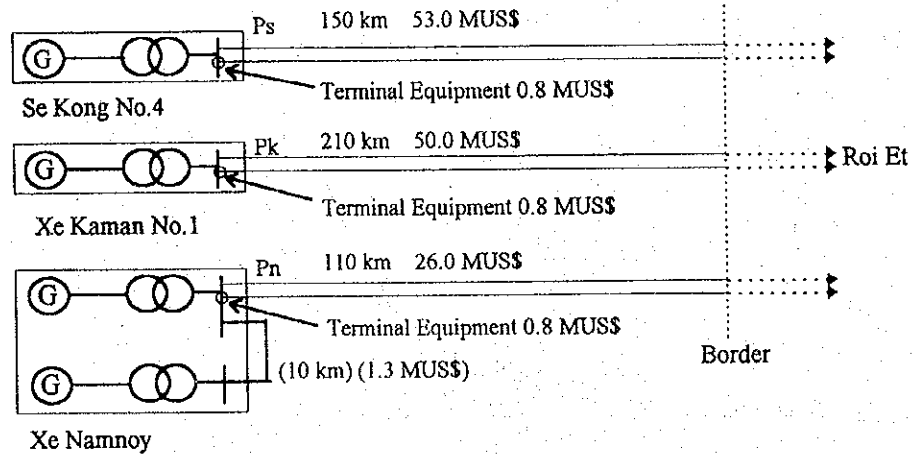 Ps 150 km 53.0 MUS$
G
Terminal Equipment 0.8 MUS$
Se Kong No.4
Pk 210 km 50.0 MUS$
G
Roi Et
Terminal Equipment 0.8 MUS$
Xe Kaman No.1
Pn 110 km 26.0 MUS$
G
Terminal Equipment 0.8 MUS$
Border
G
(10 km) (1.3 MUS$)
Xe Namnoy